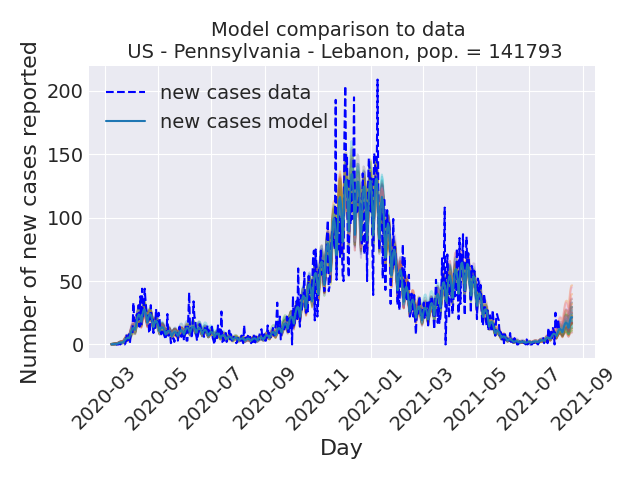 Model comparison to data
US - Pennsylvania - Lebanon, pop. = 141793
Number of new cases reported
200
150
100
50
0
new cases data
new cases model
2020-03
2020-05
2020-07
2020-09
2020-11
2021-01
2021-03
2021-05
2021-07
2021-09
Day